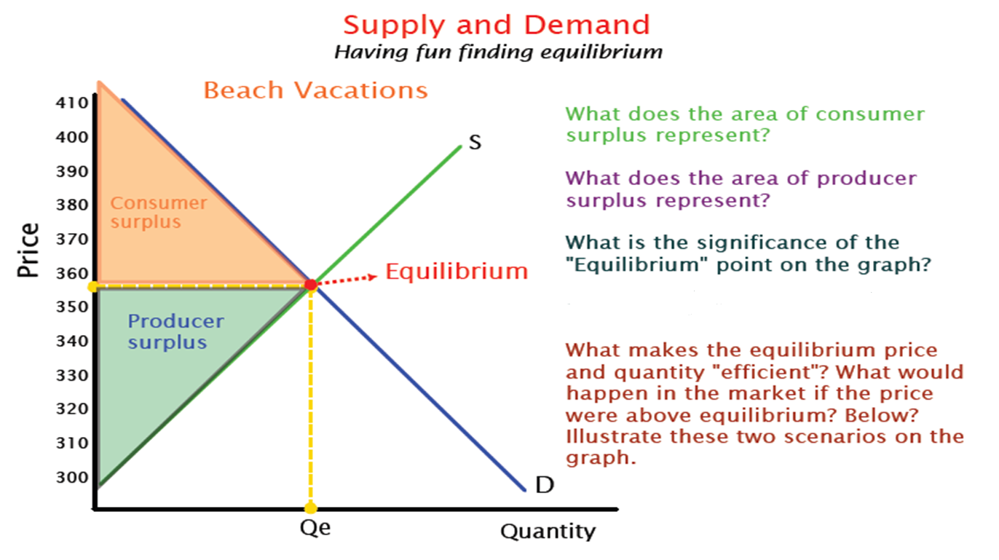 Supply and Demand
Having fun finding equilibrium
Beach Vacations
410
400
390
380
370
360
350
340
330
320
310
300
Price
Consumer
surplus
Producer
surplus
S
Equilibrium
D
Qe
Quantity
What does the area of consumer
surplus represent?
What does the area of producer
surplus represent?
What is the significance of the
"Equilibrium" point on the graph?
What makes the equilibrium price
and quantity "efficient"? What would
happen in the market if the price
were above equilibrium? Below?
Illustrate these two scenarios on the
graph.